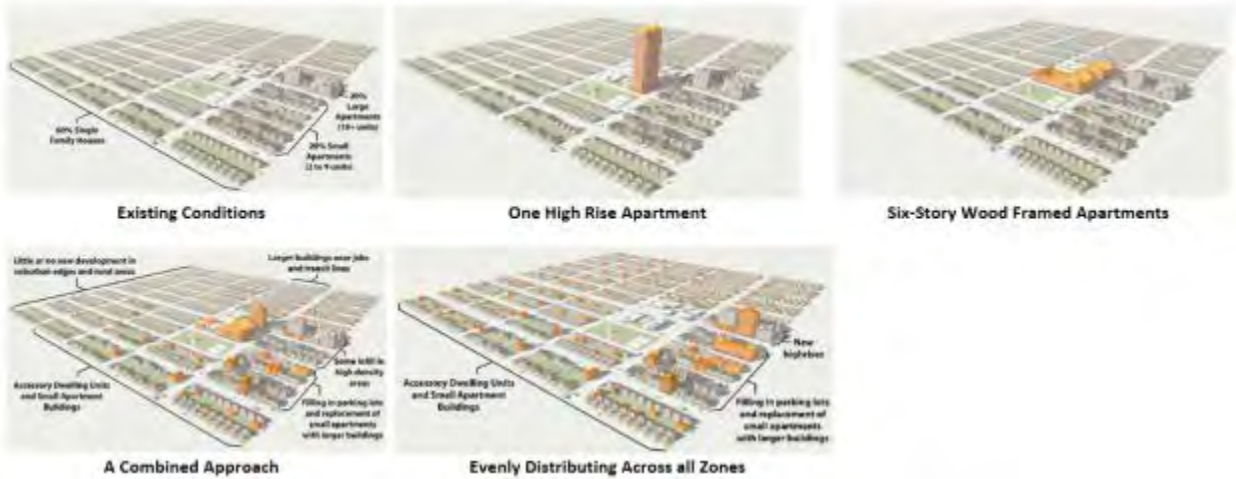 60% Single
Family Houses
20%
Large
Apartments
(10+ units)
20% Small
Apartments
(2 to 9 units)
Existing Conditions
One High Rise Apartment
Six-Story Wood Framed Apartments
Little or no new development in
suburban edges and rural areas
Larger buildings near jobs
and transit lines
Accessory Dwelling Units
and Small Apartment
Buildings
Some infill in
high density
areas
Filling in parking lots
and replacement of
small apartments
with larger buildings
A Combined Approach
Accessory Dwelling Units
and Small Apartment
Buildings
New
highrises
Filling in parking lots
and replacement of
small apartments
with larger buildings
Evenly Distributing Across all Zones